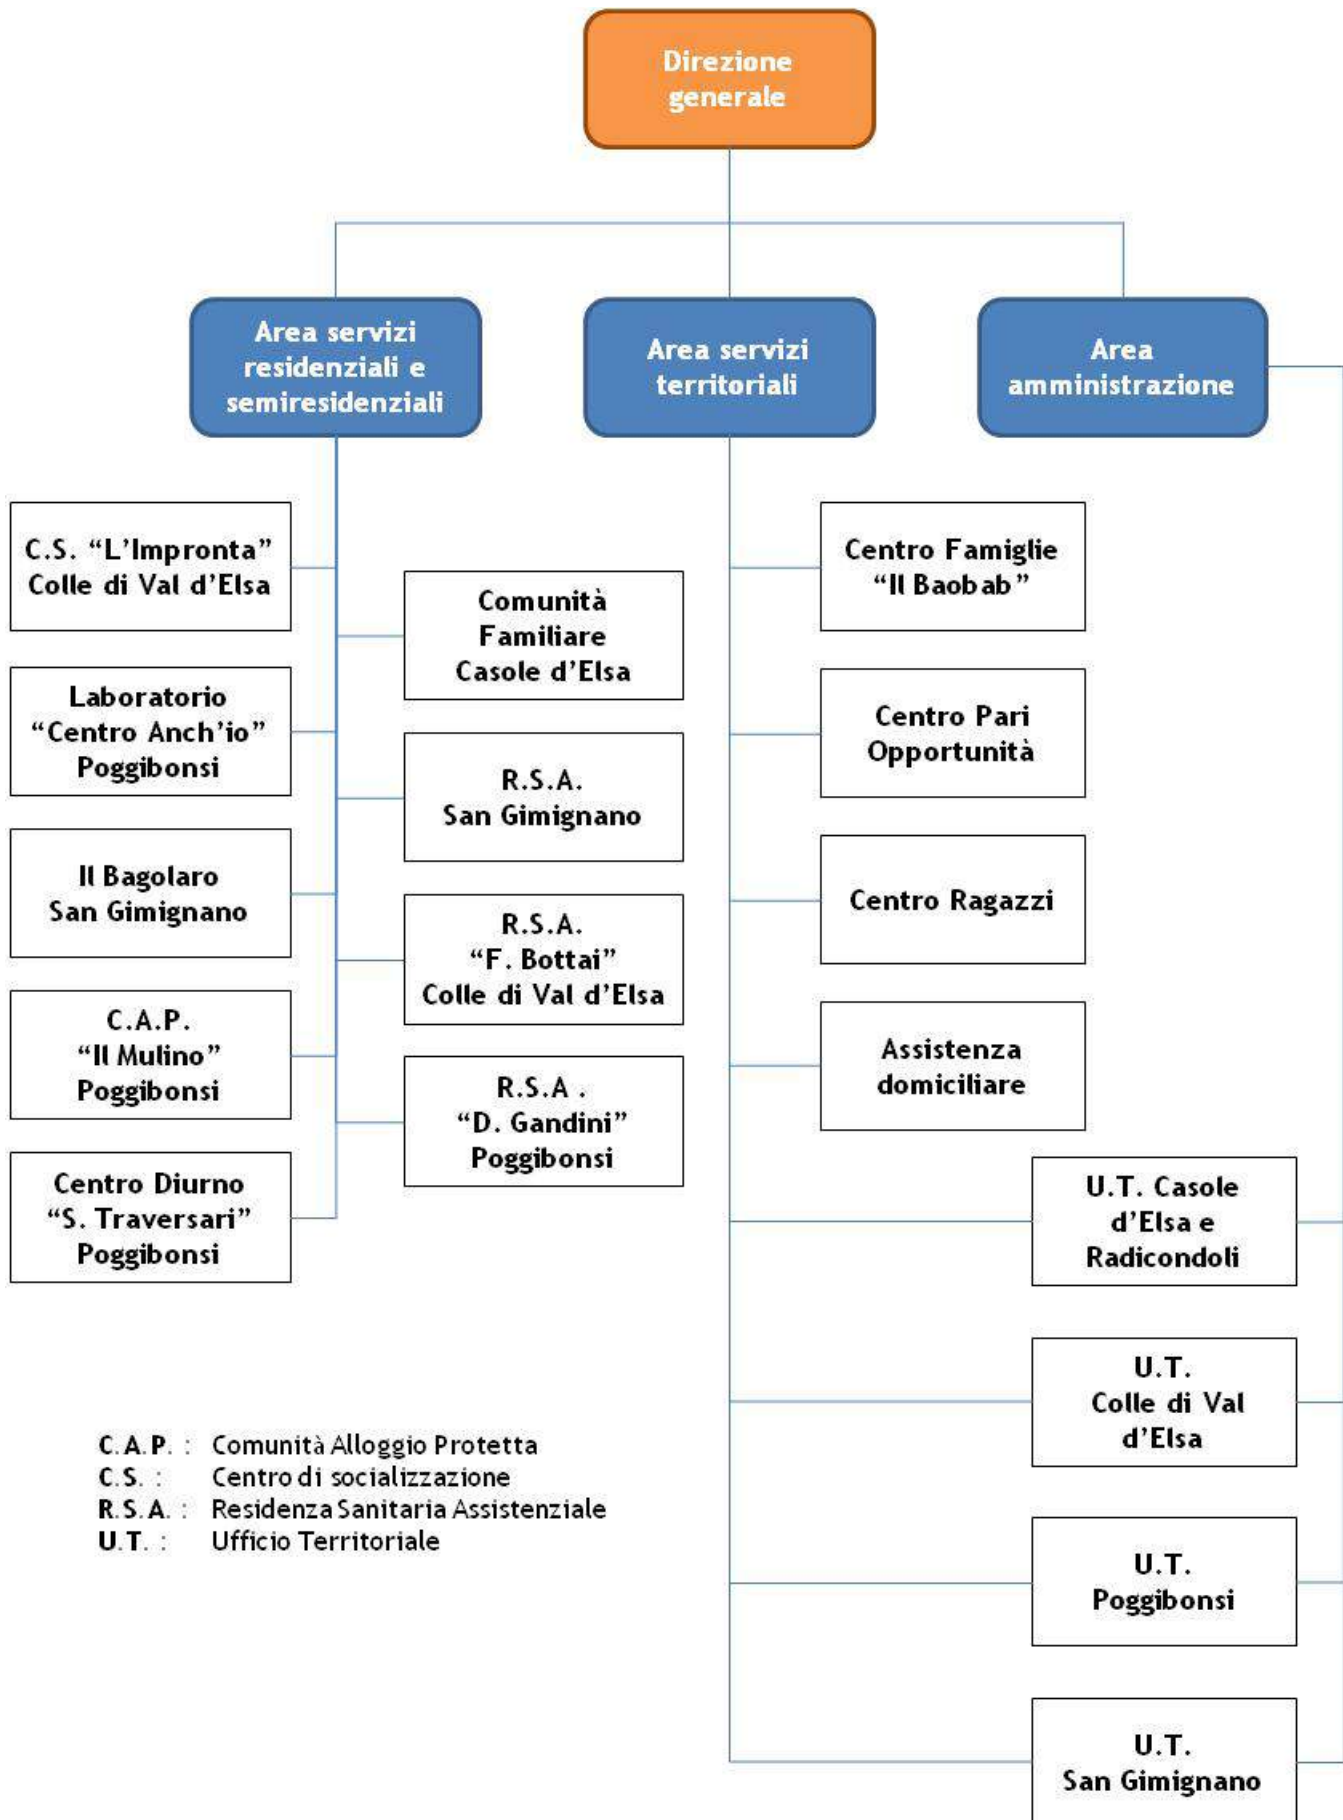 Direzione
generale
Area servizi
residenziali e
semiresidenziali
Area servizi
territoriali
Area
amministrazione
C.S. “L’Impronta”
Colle di Val d’Elsa
Laboratorio
“Centro Anch’io”
Poggibonsi
Il Bagolaro
San Gimignano
C.A.P.
“Il Mulino”
Poggibonsi
Centro Diurno
“S. Traversari”
Poggibonsi
Comunità
Familiare
Casole d’Elsa
R.S.A.
San Gimignano
R.S.A.
“F. Bottai”
Colle di Val d’Elsa
R.S.A .
“D. Gandini”
Poggibonsi
Centro Famiglie
“Il Baobab”
Centro Pari
Opportunità
Centro Ragazzi
Assistenza
domiciliare
U.T. Casole
d’Elsa e
Radicondoli
U.T.
Colle di Val
d’Elsa
U.T.
Poggibonsi
U.T.
San Gimignano
C.A.P. : Comunità Alloggio Protetta
C.S. : Centro di socializzazione
R.S.A. : Residenza Sanitaria Assistenziale
U.T. : Ufficio Territoriale